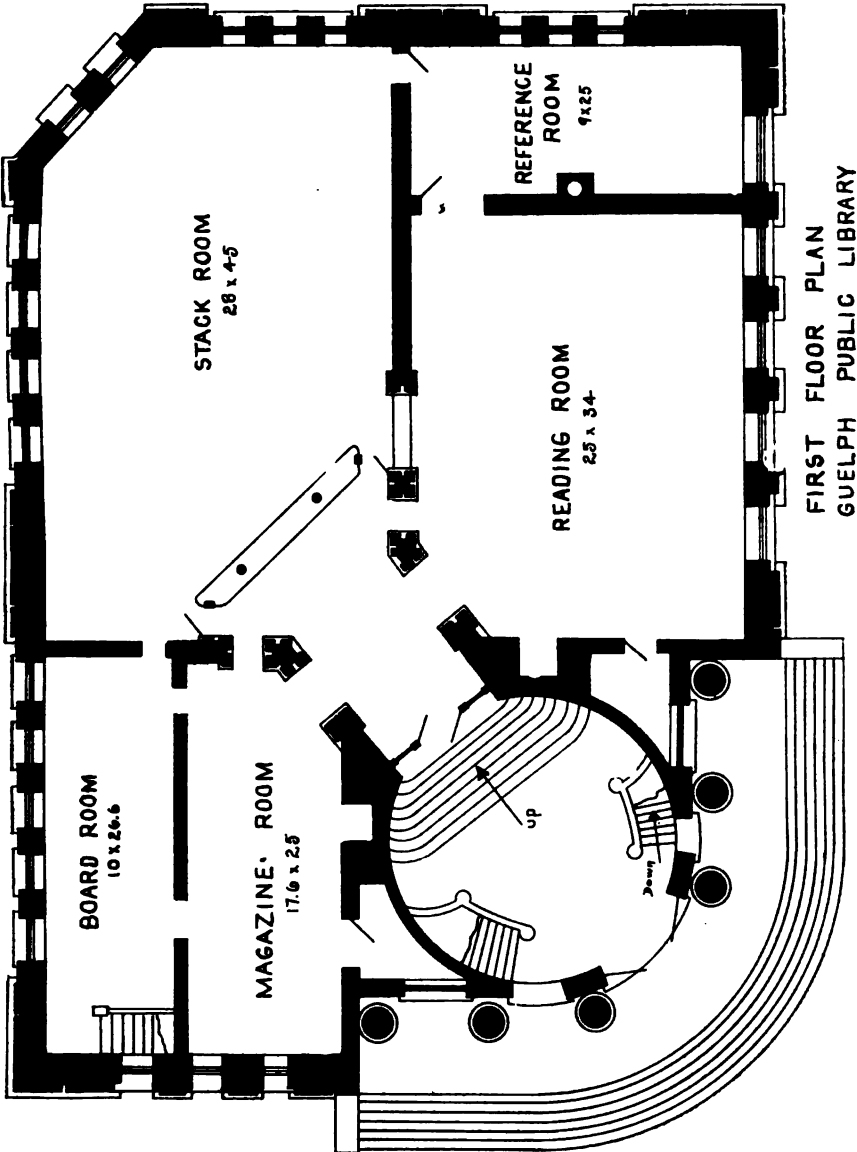 REFERENCE
ROOM
9x25
STACK ROOM
28 x 45
READING ROOM
25 x 34
BOARD ROOM
10 x 26.6
MAGAZINE· ROOM
17.6 x 25
UP
DOWN
FIRST FLOOR PLAN
GUELPH PUBLIC LIBRARY